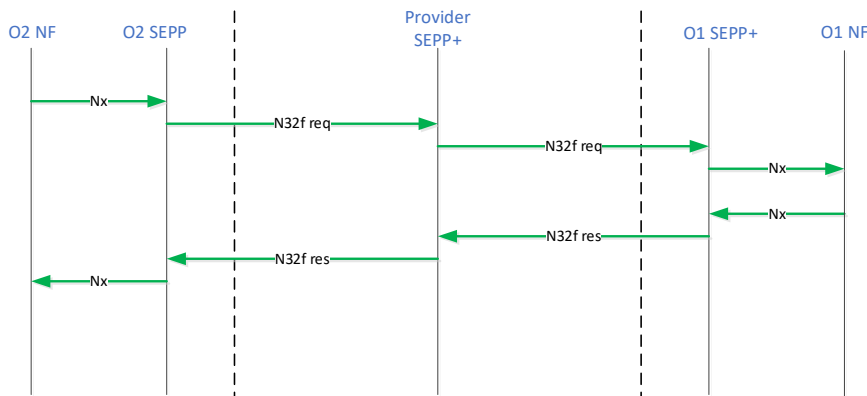 O2 NF
O2 SEPP
Provider
SEPP+
O1 SEPP+
O1 NF
Nx
N32f req
N32f req
Nx
Nx
N32f res
N32f res
Nx